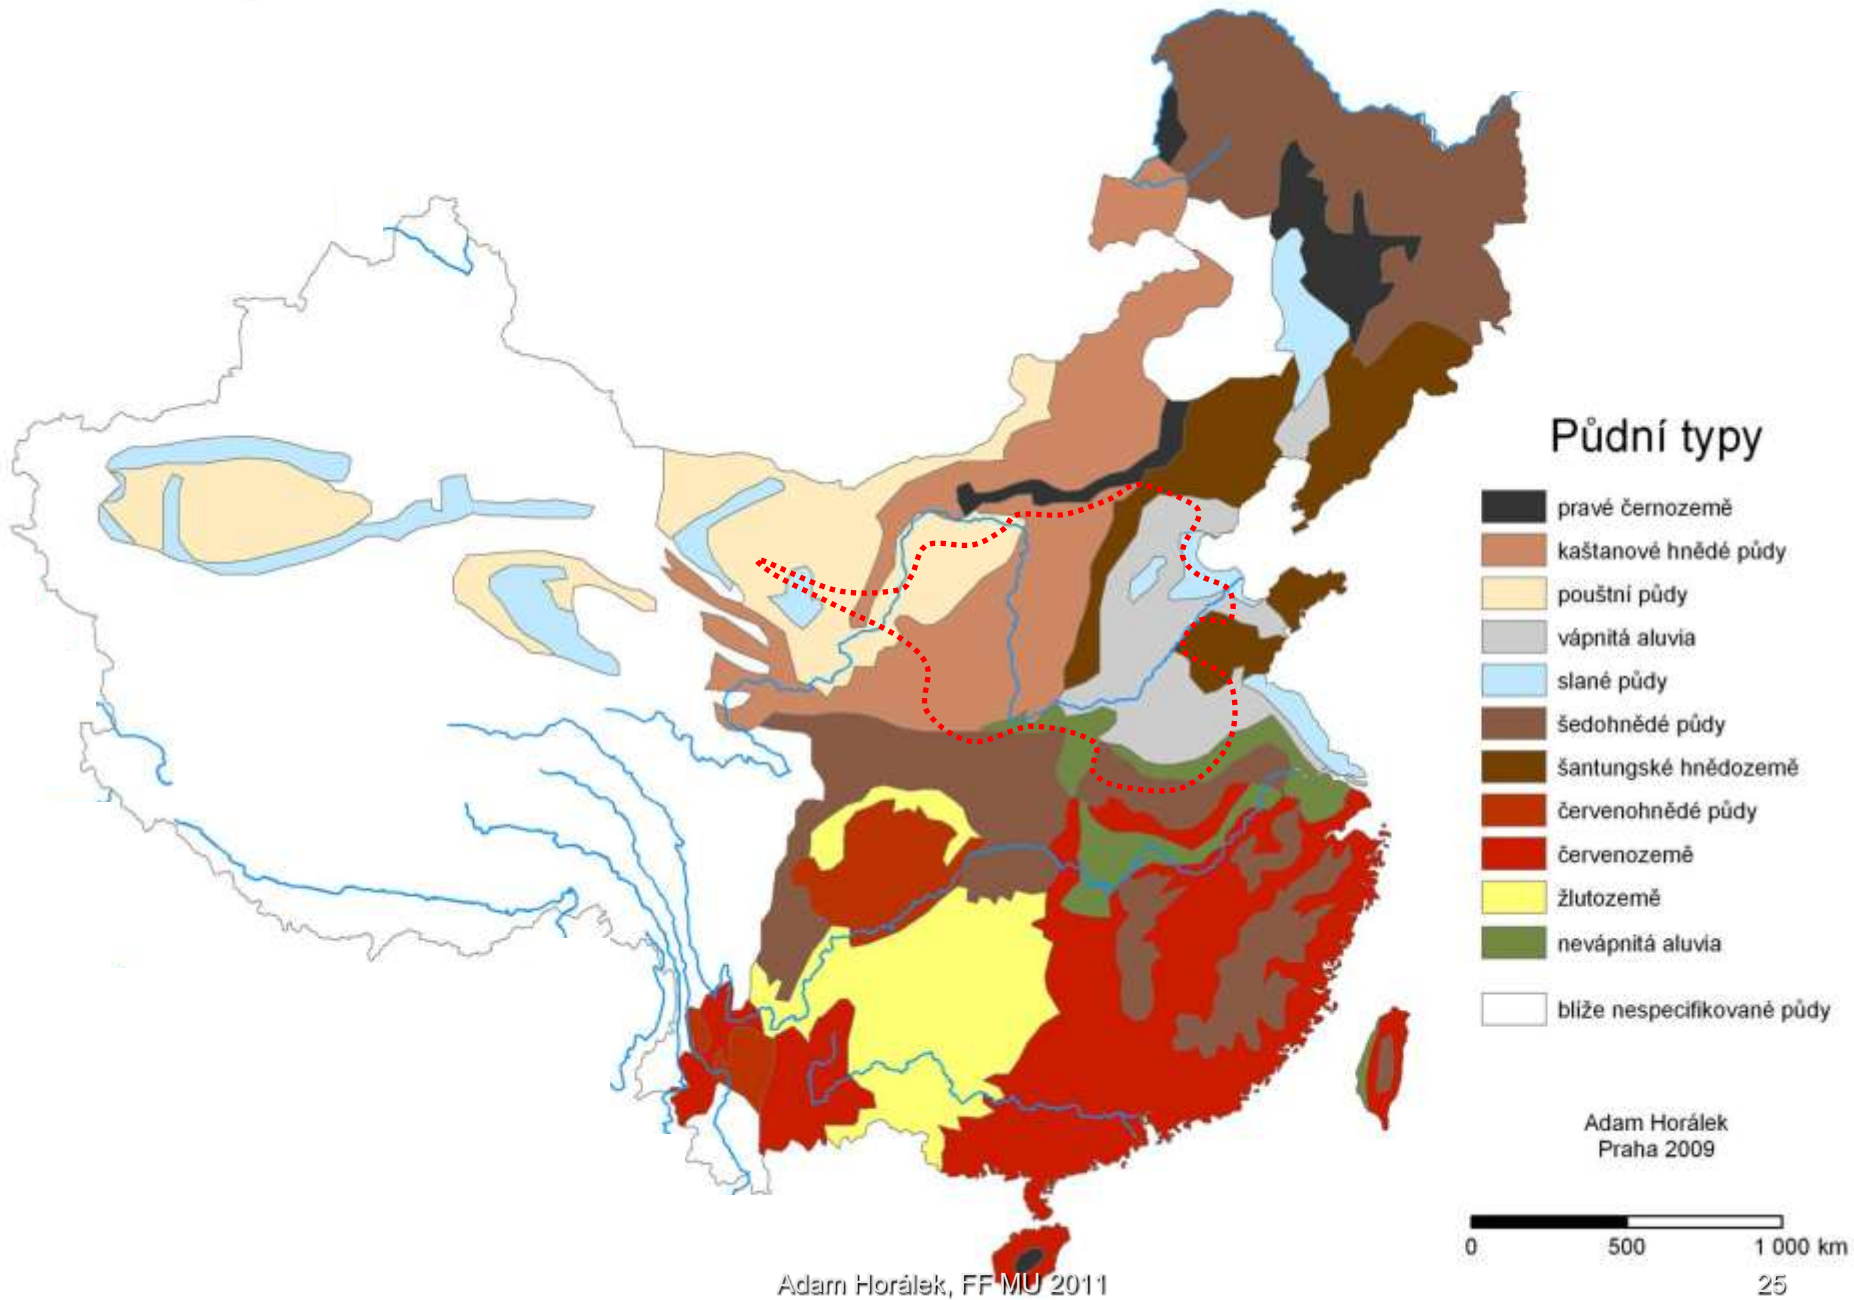 Půdní typy
pravé černozemě
kaštanové hnědé půdy
pouštní půdy
vápnitá aluvia
slané půdy
šedohnědé půdy
šantungské hnědozemě
červenohnědé půdy
červenozemě
žlutozemě
nevápnitá aluvia
blíže nespecifikované půdy
Adam Horálek
Praha 2009
0 500 1 000 km
Adam Horálek, FF MU 2011
25